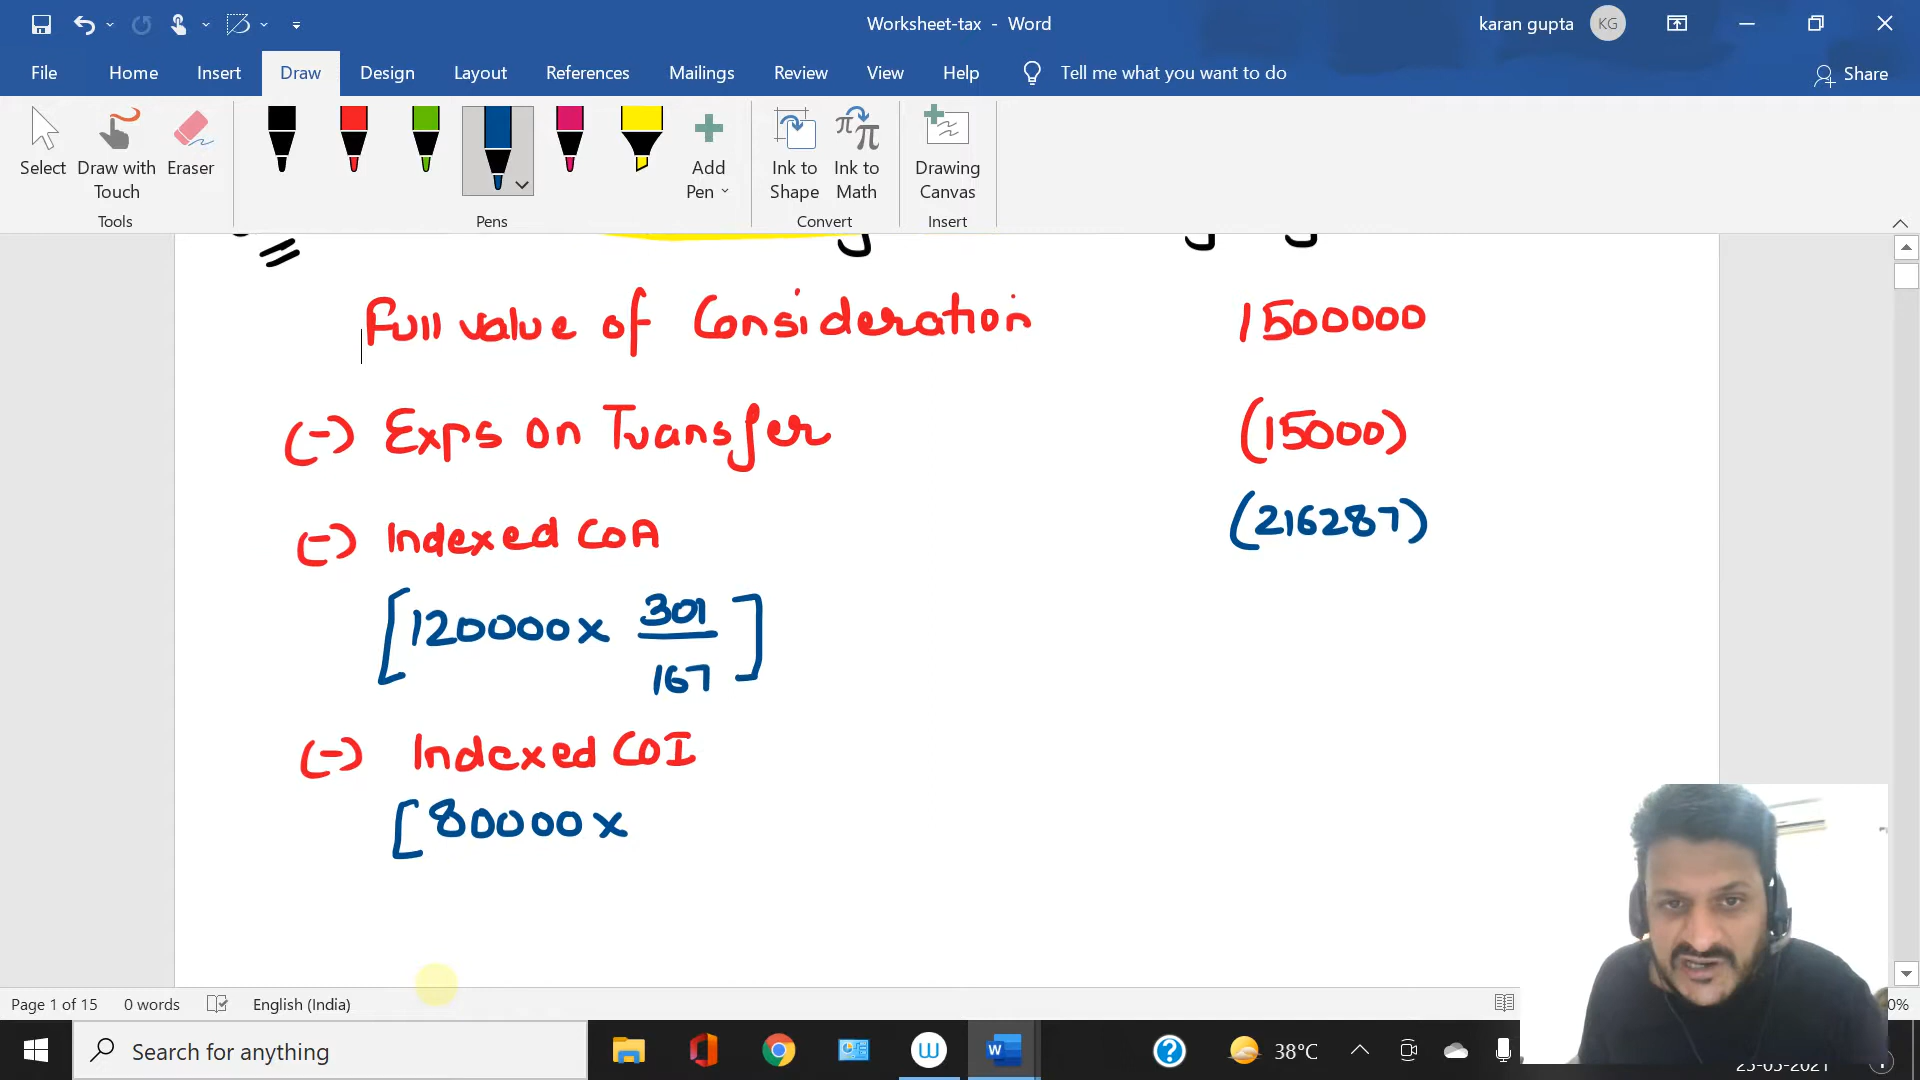 Worksheet-tax - Word
karan gupta KG
File Home Insert Draw Design Layout References Mailings Review View Help Tell me what you want to do Share
Select Draw with Touch Eraser Add Pen Ink to Shape Ink to Math Drawing Canvas
Tools Pens Convert Insert
Full value of Consideration 1500000
(-) Exps on Transfer (15000)
(-) Indexed COA (216287)
[120000 x 301/167]
(-) Indexed COI
[80000 x
Page 1 of 15 0 words English (India) 0%
Search for anything 38°C